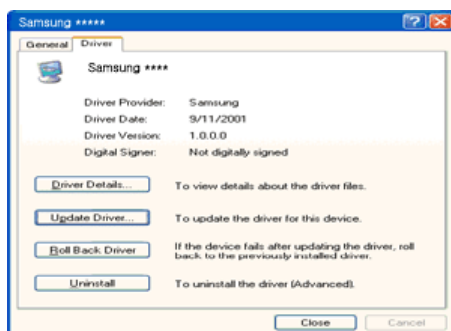 Samsung *****
General Driver
Samsung ****
Driver Provider: Samsung
Driver Date: 9/11/2001
Driver Version: 1.0.0.0
Digital Signer: Not digitally signed
Driver Details... To view details about the driver files.
Update Driver... To update the driver for this device.
Roll Back Driver If the device fails after updating the driver, roll
back to the previously installed driver.
Uninstall To uninstall the driver (Advanced).
Close Cancel